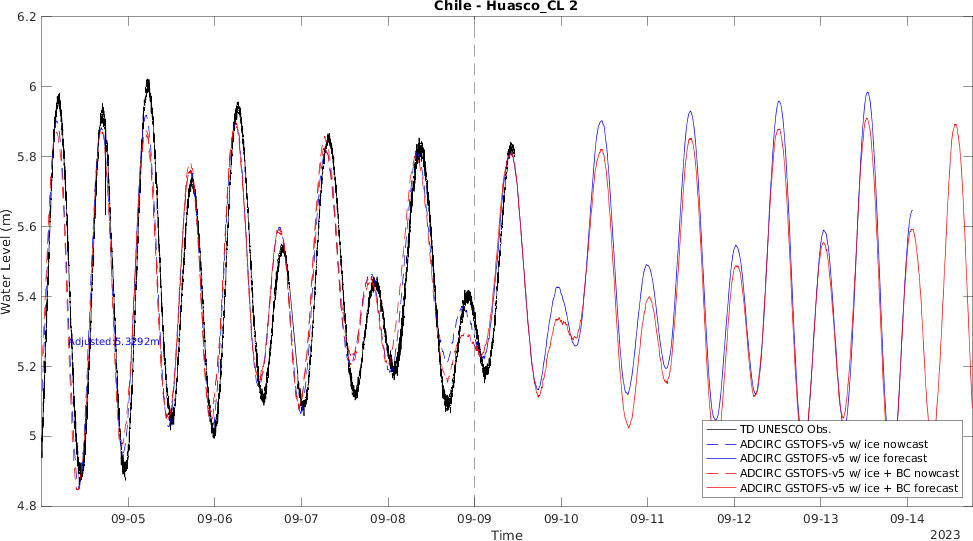 Chile - Huasco_CL 2
6.2
6
5.8
5.6
5.4
5.2
5
4.8
Water Level (m)
Adjusted:5.3292m
TD UNESCO Obs.
ADCIRC GSTOFS-v5 w/ ice nowcast
ADCIRC GSTOFS-v5 w/ ice forecast
ADCIRC GSTOFS-v5 w/ ice + BC nowcast
ADCIRC GSTOFS-v5 w/ ice + BC forecast
09-05 09-06 09-07 09-08 09-09 09-10 09-11 09-12 09-13 09-14
Time
2023